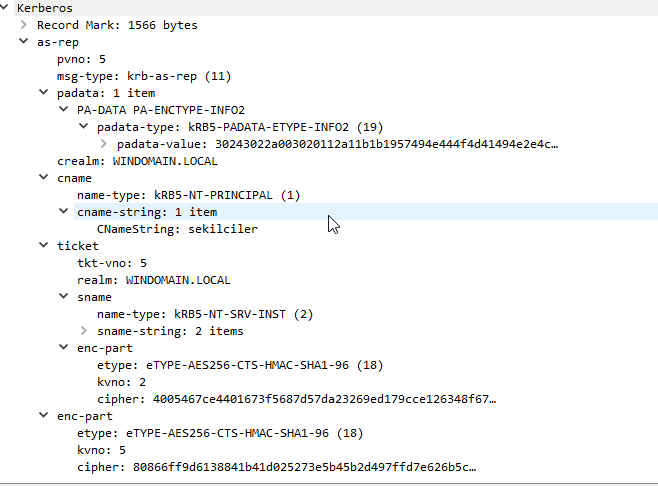 Kerberos
Record Mark: 1566 bytes
as-rep
pvno: 5
msg-type: krb-as-rep (11)
padata: 1 item
PA-DATA PA-ENCTYPE-INFO2
padata-type: kRB5-PADATA-ETYPE-INFO2 (19)
padata-value: 30243022a003020112a11b1b1957494e444f4d41494e2e4c…
crealm: WINDOMAIN.LOCAL
cname
name-type: kRB5-NT-PRINCIPAL (1)
cname-string: 1 item
CNameString: sekilciler
ticket
tkt-vno: 5
realm: WINDOMAIN.LOCAL
sname
name-type: kRB5-NT-SRV-INST (2)
sname-string: 2 items
enc-part
etype: eTYPE-AES256-CTS-HMAC-SHA1-96 (18)
kvno: 2
cipher: 4005467ce4401673f5687d57da23269ed179cce126348f67…
enc-part
etype: eTYPE-AES256-CTS-HMAC-SHA1-96 (18)
kvno: 5
cipher: 80866ff9d6138841b41d025273e5b45b2d497ffd7e626b5c…